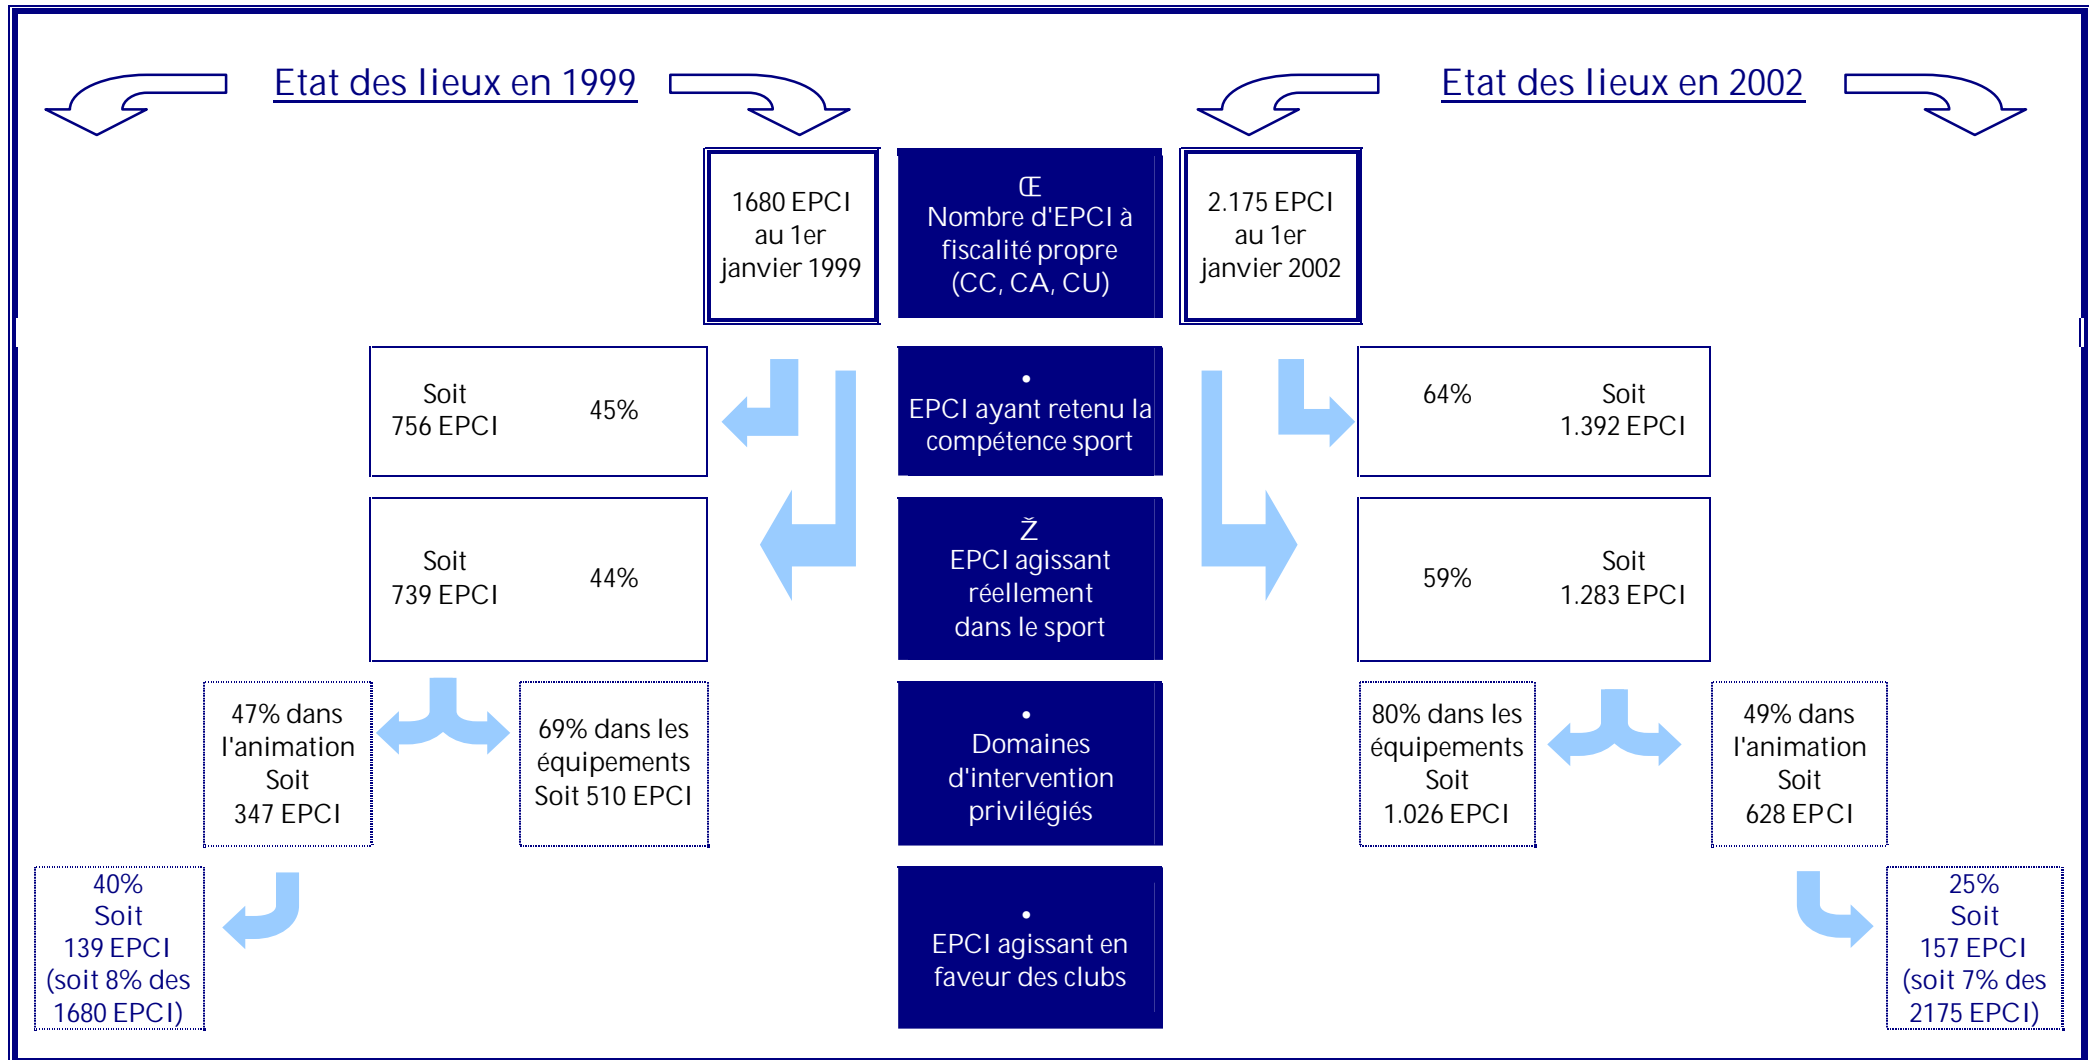 Etat des lieux en 1999
Etat des lieux en 2002
1680 EPCI
au 1er
janvier 1999
Œ
Nombre d'EPCI à
fiscalité propre
(CC, CA, CU)
2.175 EPCI
au 1er
janvier 2002
Soit
756 EPCI
45%
•
EPCI ayant retenu la
compétence sport
64%
Soit
1.392 EPCI
Soit
739 EPCI
44%
Ž
EPCI agissant
réellement
dans le sport
59%
Soit
1.283 EPCI
47% dans
l'animation
Soit
347 EPCI
69% dans les
équipements
Soit 510 EPCI
•
Domaines
d'intervention
privilégiés
80% dans les
équipements
Soit
1.026 EPCI
49% dans
l'animation
Soit
628 EPCI
40%
Soit
139 EPCI
(soit 8% des
1680 EPCI)
•
EPCI agissant en
faveur des clubs
25%
Soit
157 EPCI
(soit 7% des
2175 EPCI)